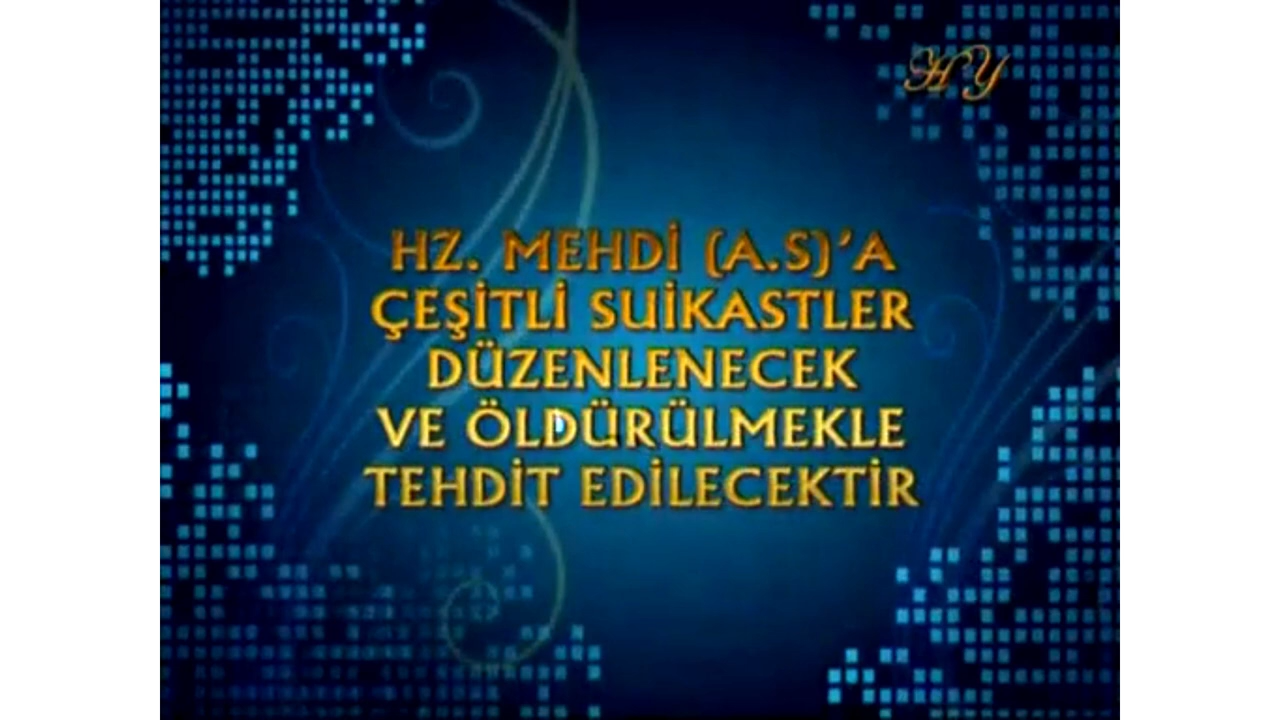 HY
HZ. MEHDİ (A.S)'A
ÇEŞİTLİ SUİKASTLER
DÜZENLENECEK
VE ÖLDÜRÜLMEKLE
TEHDİT EDİLECEKTİR